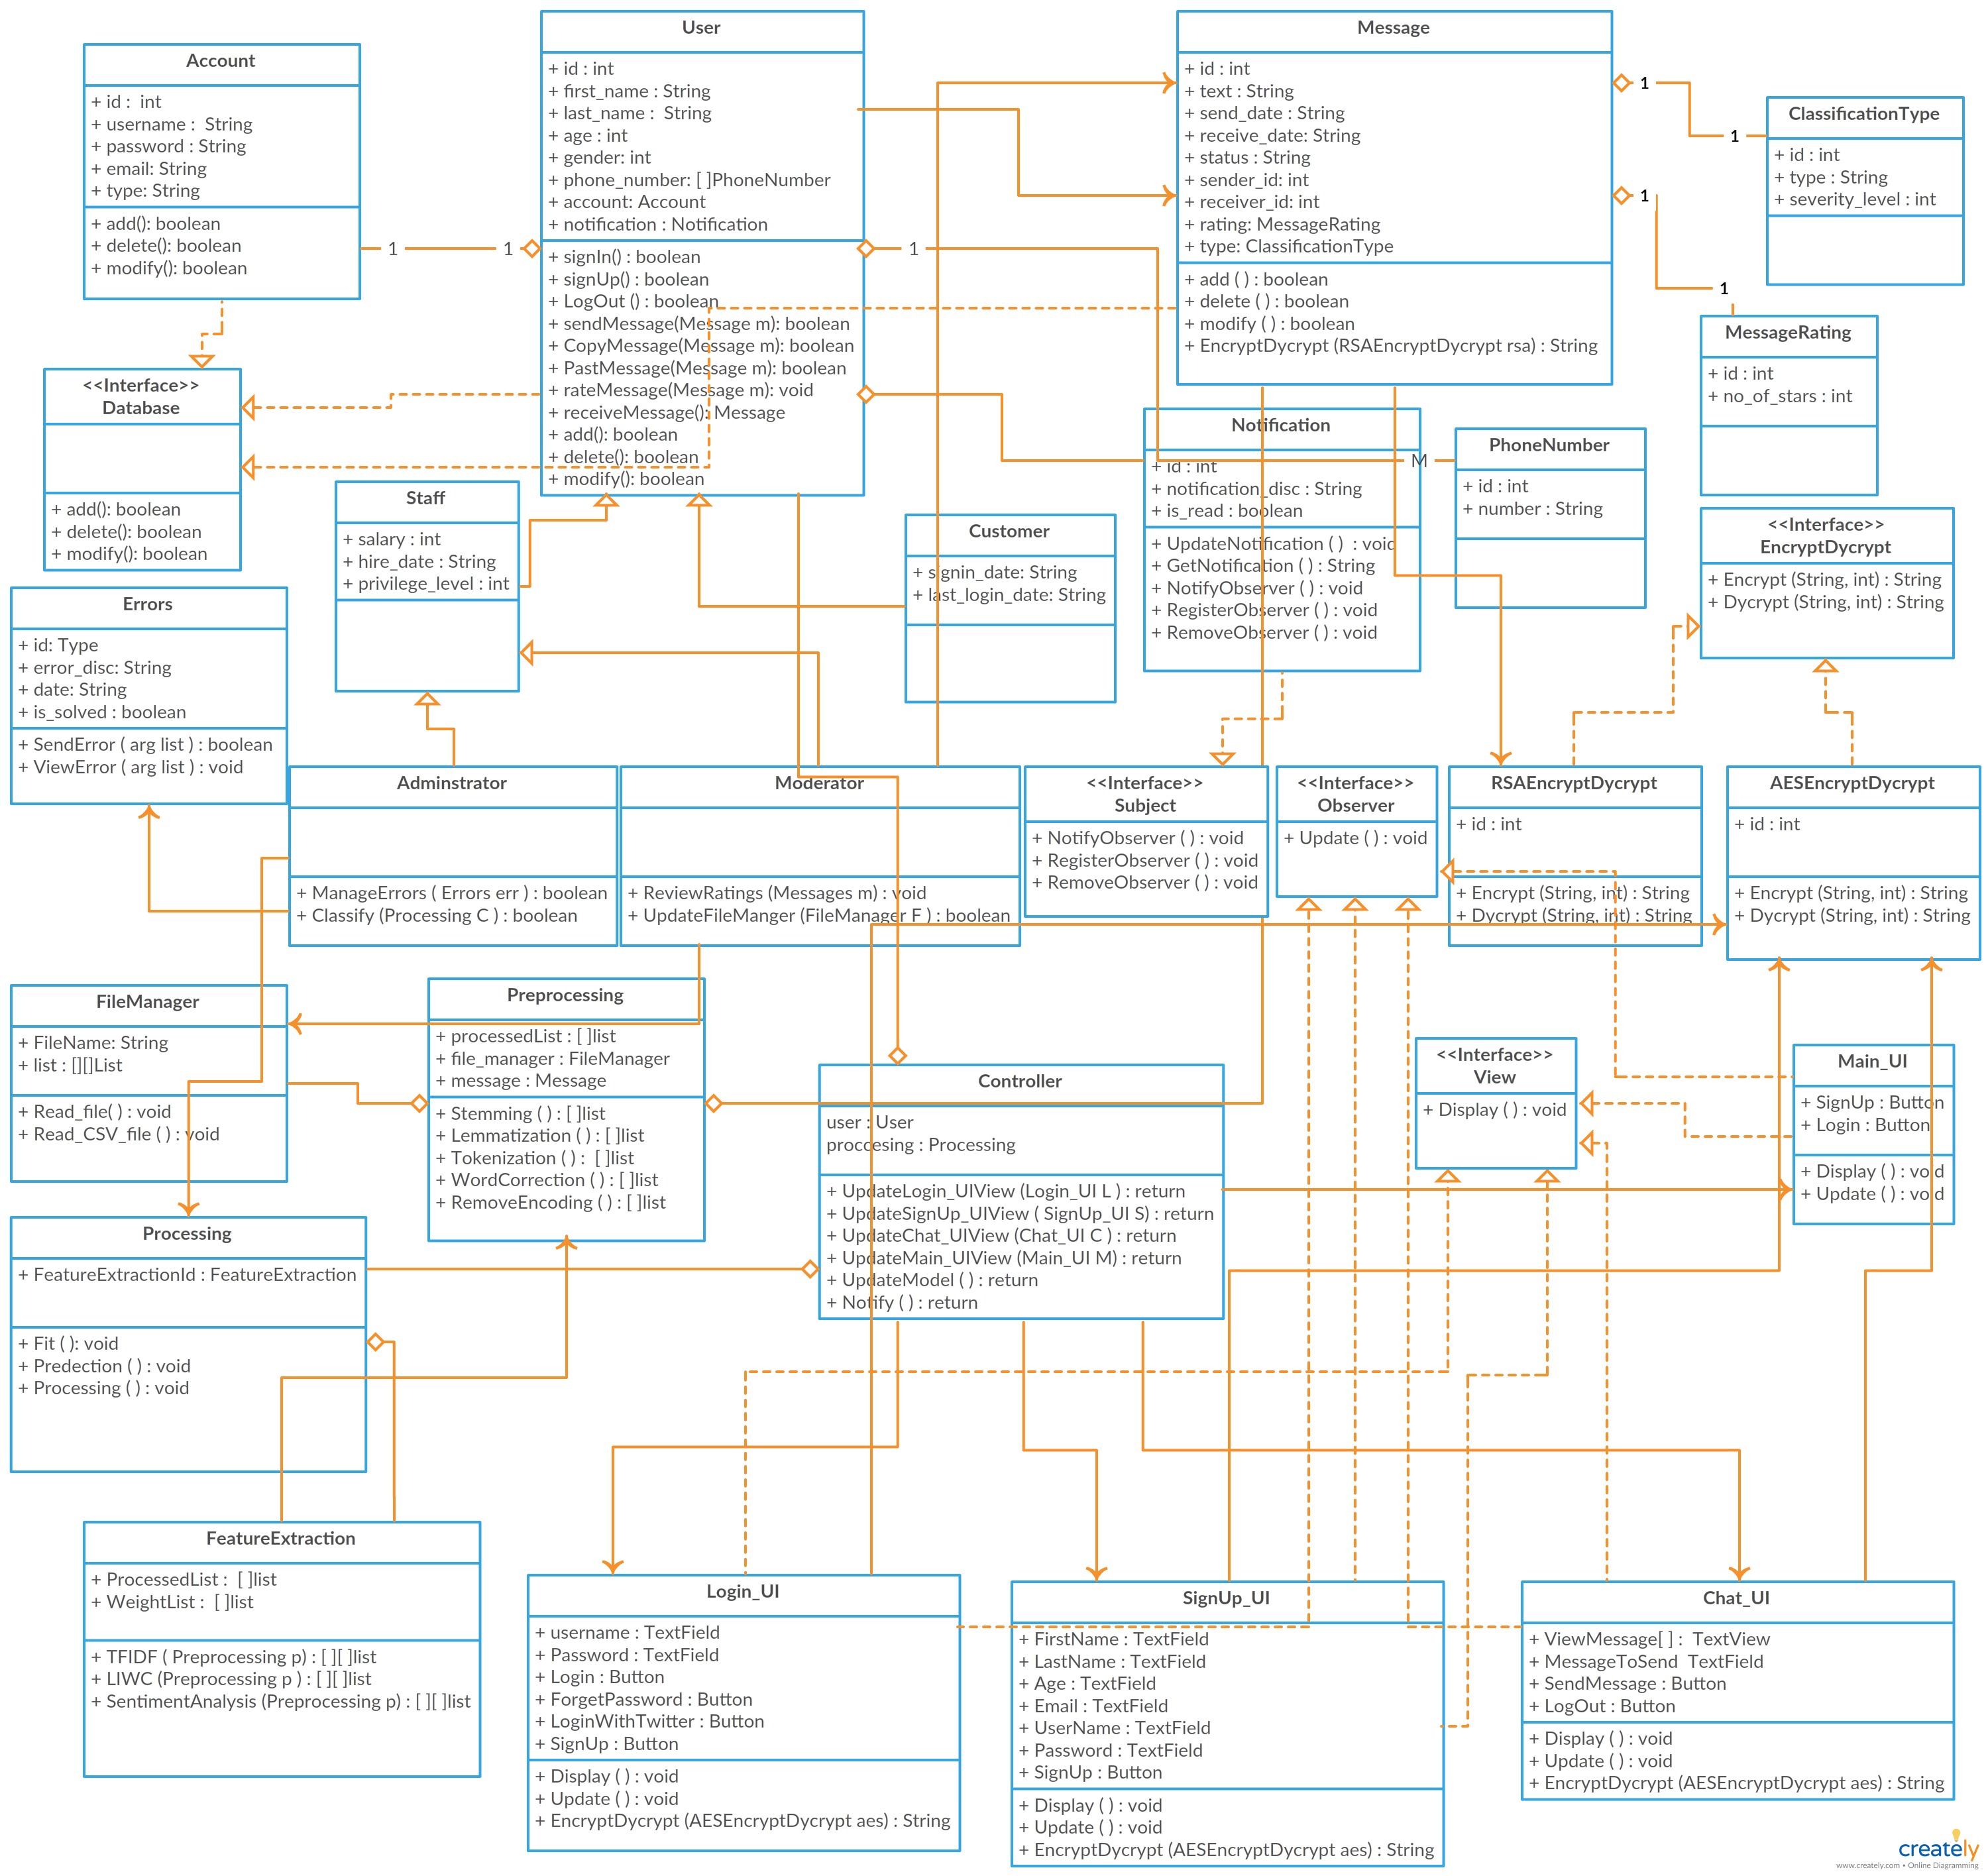 Account
+ id :  int
+ username :  String
+ password : String
+ email: String
+ type: String
+ add(): boolean
+ delete(): boolean
+ modify(): boolean
User
+ id : int
+ first_name : String
+ last_name :  String
+ age : int
+ gender: int
+ phone_number: [ ]PhoneNumber
+ account: Account
+ notification : Notification
+ signIn() : boolean
+ signUp() : boolean
+ LogOut () : boolean
+ sendMessage(Message m): boolean
+ CopyMessage(Message m): boolean
+ PastMessage(Message m): boolean
+ rateMessage(Message m): void
+ receiveMessage(): Message
+ add(): boolean
+ delete(): boolean
+ modify(): boolean
Message
+ id : int
+ text : String
+ send_date : String
+ receive_date: String
+ status : String
+ sender_id: int
+ receiver_id: int
+ rating: MessageRating
+ type: ClassificationType
+ add ( ) : boolean
+ delete ( ) : boolean
+ modify ( ) : boolean
+ EncryptDycrypt (RSAEncryptDycrypt rsa) : String
1
1
1
1
1
1
1
M
ClassificationType
+ id : int
+ type : String
+ severity_level : int
MessageRating
+ id : int
+ no_of_stars : int
<<Interface>>
Database
+ add(): boolean
+ delete(): boolean
+ modify(): boolean
Staff
+ salary : int
+ hire_date : String
+ privilege_level : int
Customer
+ signin_date: String
+ last_login_date: String
Notification
+ id : int
+ notification_disc : String
+ is_read : boolean
+ UpdateNotification ( ) : void
+ GetNotification ( ) : String
+ NotifyObserver ( ) : void
+ RegisterObserver ( ) : void
+ RemoveObserver ( ) : void
PhoneNumber
+ id : int
+ number : String
<<Interface>>
EncryptDycrypt
+ Encrypt (String, int) : String
+ Dycrypt (String, int) : String
Errors
+ id: Type
+ error_disc: String
+ date: String
+ is_solved : boolean
+ SendError ( arg list ) : boolean
+ ViewError ( arg list ) : void
Adminstrator
+ ManageErrors ( Errors err ) : boolean
+ Classify (Processing C ) : boolean
Moderator
+ ReviewRatings (Messages m) : void
+ UpdateFileManger (FileManager F ) : boolean
<<Interface>>
Subject
+ NotifyObserver ( ) : void
+ RegisterObserver ( ) : void
+ RemoveObserver ( ) : void
<<Interface>>
Observer
+ Update ( ) : void
RSAEncryptDycrypt
+ id : int
+ Encrypt (String, int) : String
+ Dycrypt (String, int) : String
AESEncryptDycrypt
+ id : int
+ Encrypt (String, int) : String
+ Dycrypt (String, int) : String
FileManager
+ FileName: String
+ list : [][]List
+ Read_file( ) : void
+ Read_CSV_file ( ) : void
Preprocessing
+ processedList : [ ]list
+ file_manager : FileManager
+ message : Message
+ Stemming ( ) : [ ]list
+ Lemmatization ( ) : [ ]list
+ Tokenization ( ) :  [ ]list
+ WordCorrection ( ) : [ ]list
+ RemoveEncoding ( ) : [ ]list
Controller
user : User
proccesing : Processing
+ UpdateLogin_UIView (Login_UI L ) : return
+ UpdateSignUp_UIView ( SignUp_UI S) : return
+ UpdateChat_UIView (Chat_UI C ) : return
+ UpdateMain_UIView (Main_UI M) : return
+ UpdateModel ( ) : return
+ Notify ( ) : return
<<Interface>>
View
+ Display ( ) : void
Main_UI
+ SignUp : Button
+ Login : Button
+ Display ( ) : void
+ Update ( ) : void
Processing
+ FeatureExtractionId : FeatureExtraction
+ Fit ( ): void
+ Predection ( ) : void
+ Processing ( ) : void
FeatureExtraction
+ ProcessedList :  [ ]list
+ WeightList :  [ ]list
+ TFIDF ( Preprocessing p) : [ ][ ]list
+ LIWC (Preprocessing p ) : [ ][ ]list
+ SentimentAnalysis (Preprocessing p) : [ ][ ]list
Login_UI
+ username : TextField
+ Password : TextField
+ Login : Button
+ ForgetPassword : Button
+ LoginWithTwitter : Button
+ SignUp : Button
+ Display ( ) : void
+ Update ( ) : void
+ EncryptDycrypt (AESEncryptDycrypt aes) : String
SignUp_UI
+ FirstName : TextField
+ LastName : TextField
+ Age : TextField
+ Email : TextField
+ UserName : TextField
+ Password : TextField
+ SignUp : Button
+ Display ( ) : void
+ Update ( ) : void
+ EncryptDycrypt (AESEncryptDycrypt aes) : String
Chat_UI
+ ViewMessage[ ] :  TextView
+ MessageToSend  TextField
+ SendMessage : Button
+ LogOut : Button
+ Display ( ) : void
+ Update ( ) : void
+ EncryptDycrypt (AESEncryptDycrypt aes) : String
creately
www.creately.com • Online Diagramming